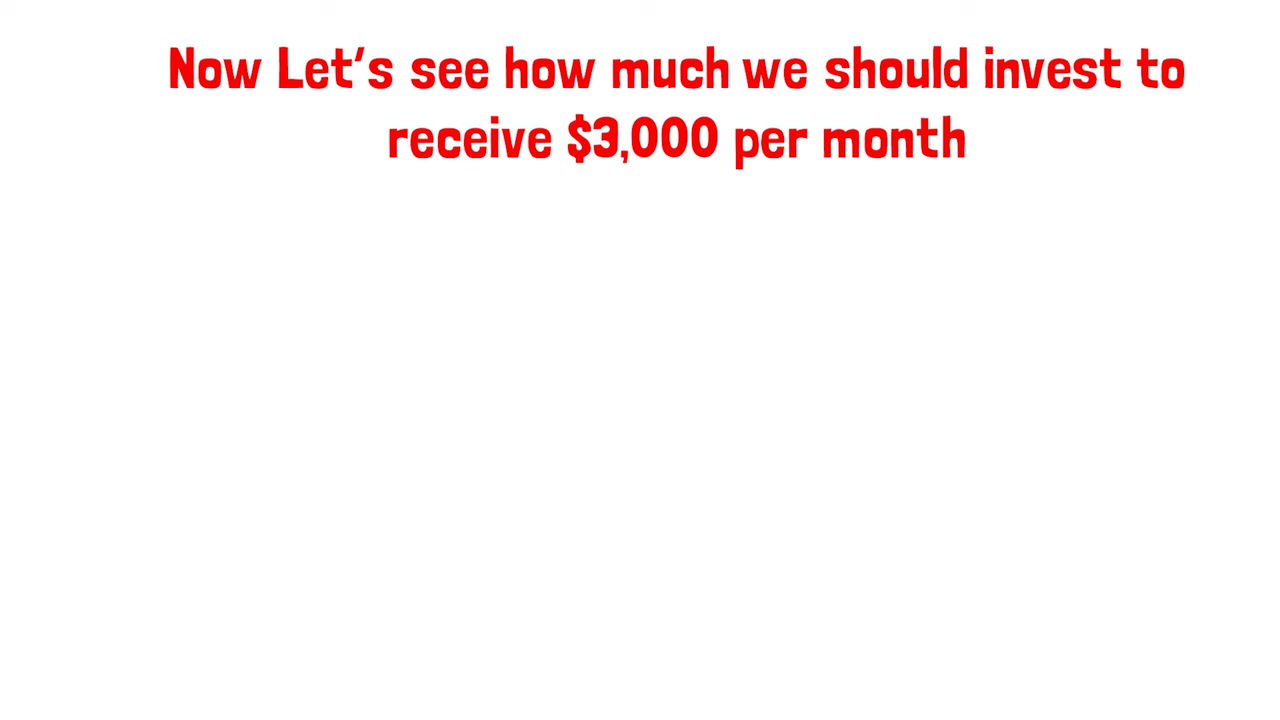 Now Let's see how much we should invest to
receive $3,000 per month